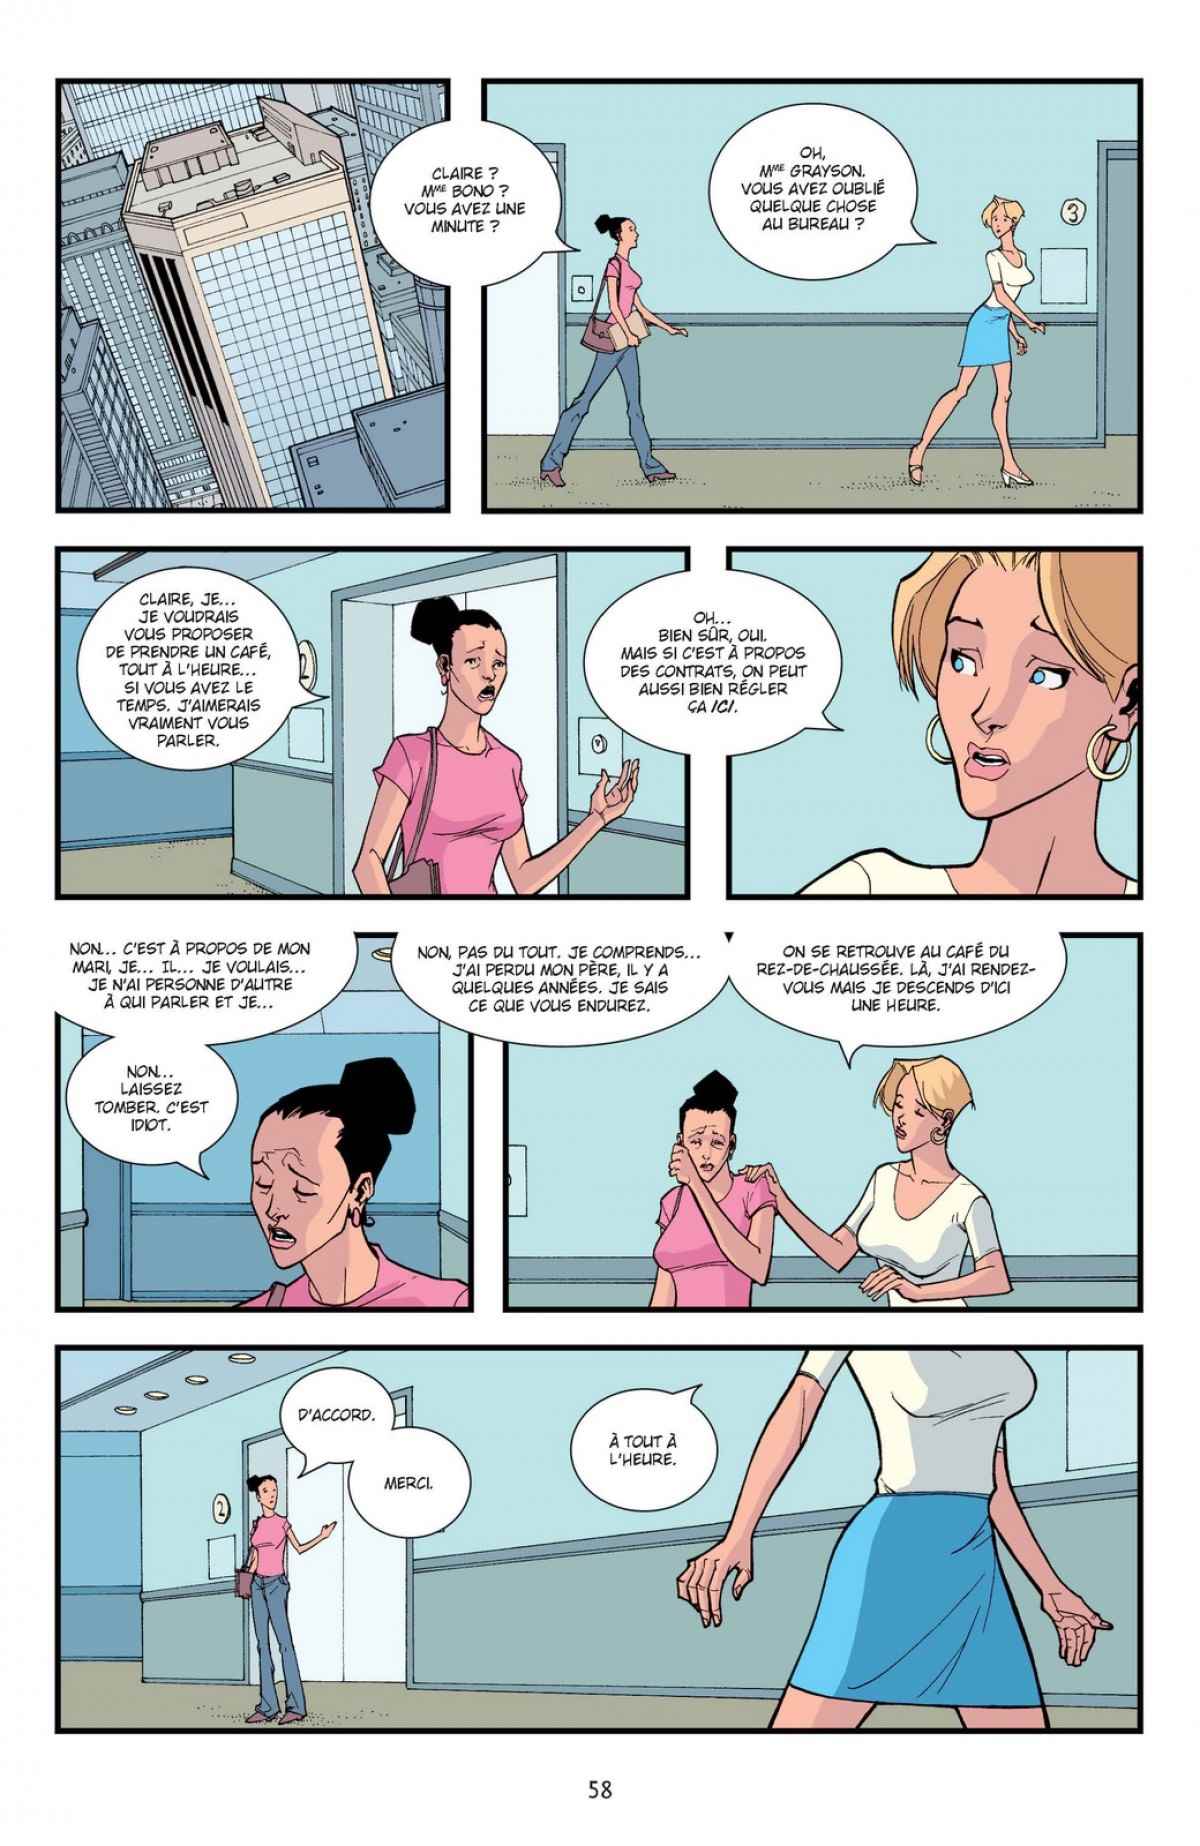 CLAIRE ?
MME BONO ?
VOUS AVEZ UNE
MINUTE ?
OH,
MME GRAYSON.
VOUS AVEZ OUBLIÉ
QUELQUE CHOSE
AU BUREAU ?
3
CLAIRE, JE...
JE VOUDRAIS
VOUS PROPOSER
DE PRENDRE UN CAFÉ,
TOUT À L'HEURE...
SI VOUS AVEZ LE
TEMPS. J'AIMERAIS
VRAIMENT VOUS
PARLER.
OH...
BIEN SÛR, OUI.
MAIS SI C'EST À PROPOS
DES CONTRATS, ON PEUT
AUSSI BIEN RÉGLER
ÇA ICI.
NON... C'EST À PROPOS DE MON
MARI, JE... IL... JE VOULAIS...
JE N'AI PERSONNE D'AUTRE
À QUI PARLER ET JE...
NON...
LAISSEZ
TOMBER. C'EST
IDIOT.
NON, PAS DU TOUT. JE COMPRENDS...
J'AI PERDU MON PÈRE, IL Y A
QUELQUES ANNÉES. JE SAIS
CE QUE VOUS ENDUREZ.
ON SE RETROUVE AU CAFÉ DU
REZ-DE-CHAUSSÉE. LÀ, J'AI RENDEZ-
VOUS MAIS JE DESCENDS D'ICI
UNE HEURE.
D'ACCORD.
MERCI.
À TOUT À
L'HEURE.
2
58